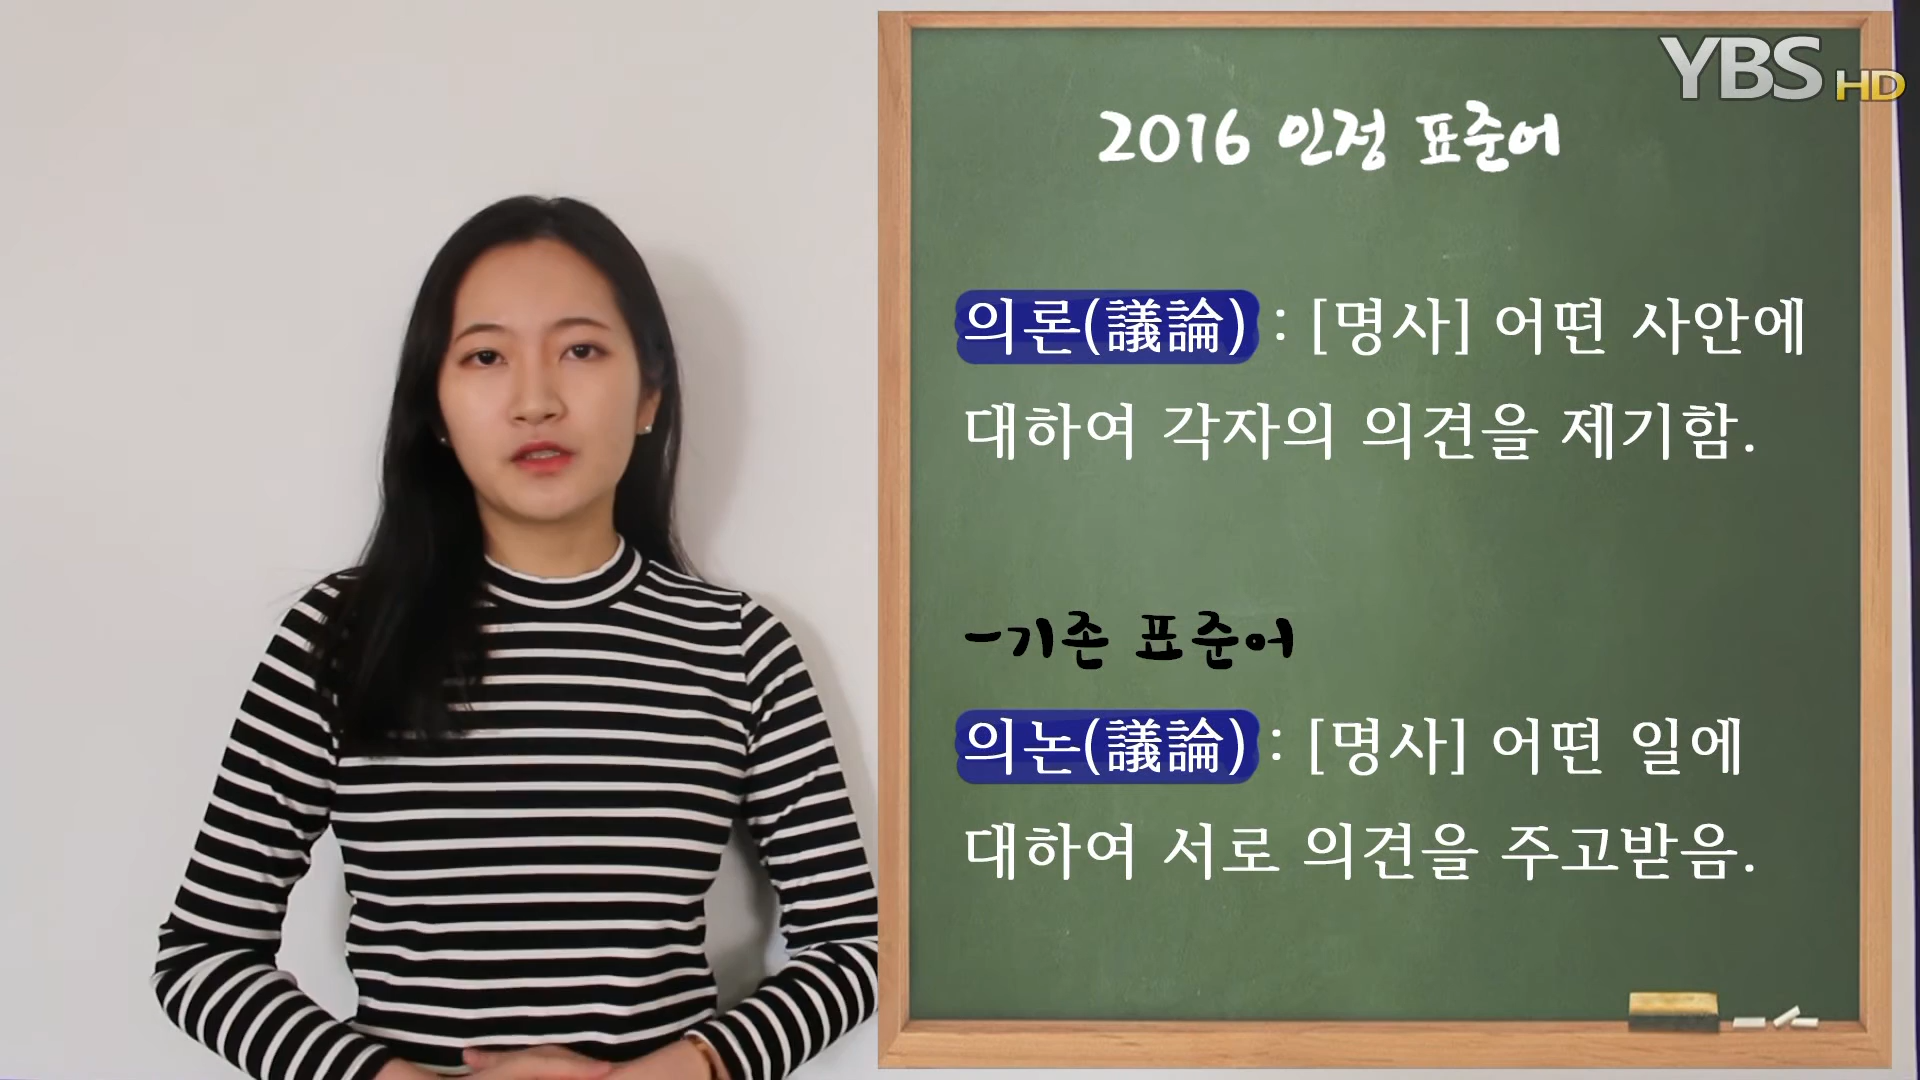 YBS HD
2016 인정 표준어
의론(議論) : [명사] 어떤 사안에
대하여 각자의 의견을 제기함.
-기존 표준어
의논(議論) : [명사] 어떤 일에
대하여 서로 의견을 주고받음.